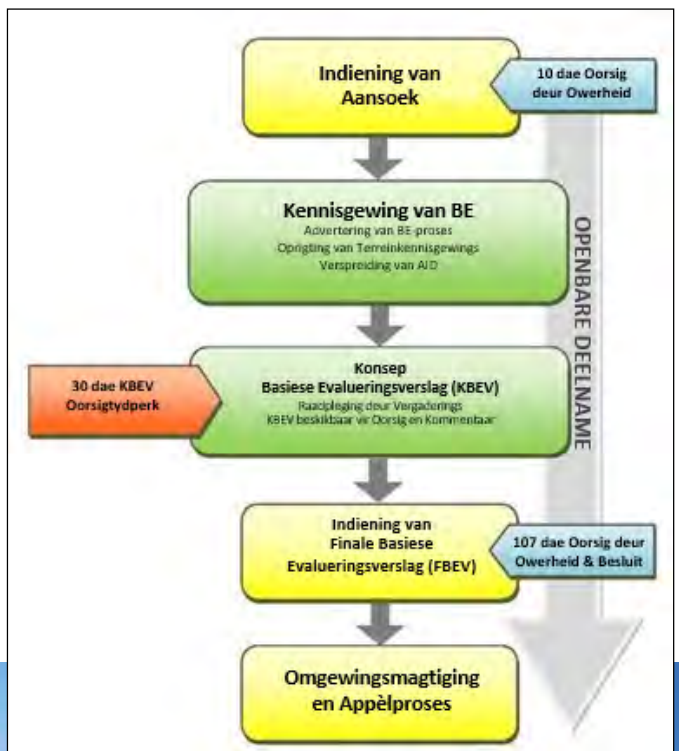 Indiening van
Aansoek
10 dae Oorsig
deur Owerheid
Kennisgewing van BE
Advertering van BE-proses
Oprigting van Terreinkennisgewings
Verspreiding van AID
OPENBARE DEELNAME
30 dae KBEV
Oorsigtydperk
Konsep
Basiese Evalueringsverslag (KBEV)
Raadpleging deur Vergaderings
KBEV beskikbaar vir Oorsig en Kommentaar
Indiening van
Finale Basiese
Evalueringsverslag (FBEV)
107 dae Oorsig deur
Owerheid & Besluit
Omgewingsmagtiging
en Appèlproses